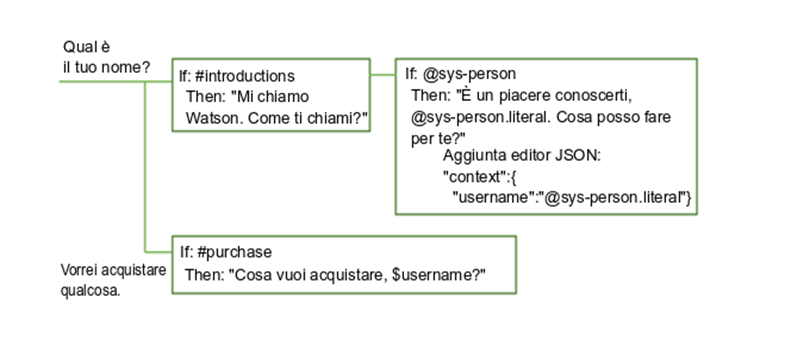 Qual è
il tuo nome?
If: #introductions
Then: "Mi chiamo
Watson. Come ti chiami?"
If: @sys-person
Then: "È un piacere conoscerti,
@sys-person.literal. Cosa posso fare
per te?"
Aggiunta editor JSON:
"context":{
"username":"@sys-person.literal"}
Vorrei acquistare
qualcosa.
If: #purchase
Then: "Cosa vuoi acquistare, $username?"